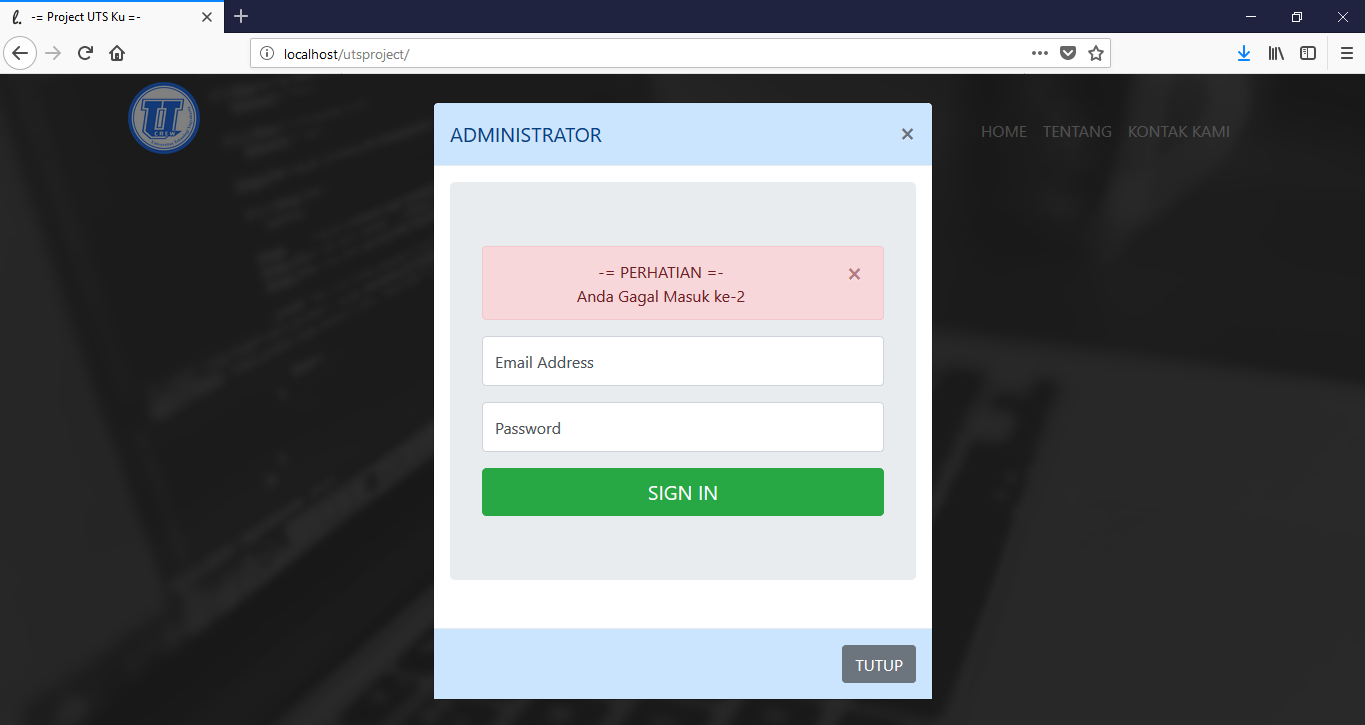 -= Project UTS Ku =-
localhost/utsproject/
CREW
HOME TENTANG KONTAK KAMI
ADMINISTRATOR
-= PERHATIAN =-
Anda Gagal Masuk ke-2
Email Address
Password
SIGN IN
TUTUP